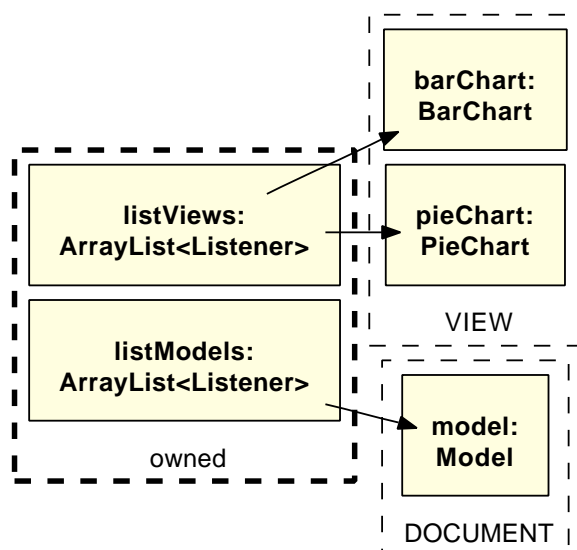 barChart:
BarChart
listViews:
ArrayList<Listener>
pieChart:
PieChart
VIEW
listModels:
ArrayList<Listener>
owned
model:
Model
DOCUMENT